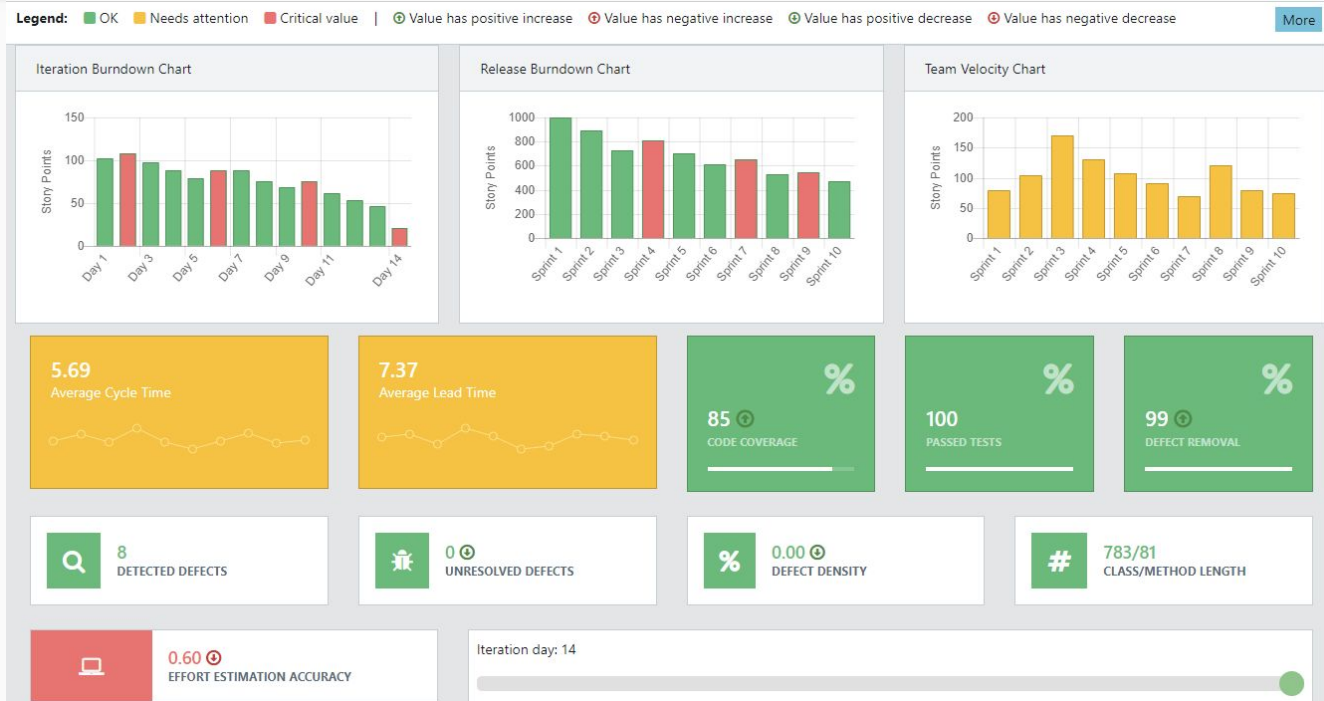 Legend: OK Needs attention Critical value | Value has positive increase Value has negative increase Value has positive decrease Value has negative decrease More
Iteration Burndown Chart
Story Points
150
100
50
0
Day 1 Day 3 Day 5 Day 7 Day 9 Day 11 Day 14
Release Burndown Chart
Story Points
1000
800
600
400
200
0
Sprint 1 Sprint 2 Sprint 3 Sprint 4 Sprint 5 Sprint 6 Sprint 7 Sprint 8 Sprint 9 Sprint 10
Team Velocity Chart
Story Points
200
150
100
50
0
Sprint 1 Sprint 2 Sprint 3 Sprint 4 Sprint 5 Sprint 6 Sprint 7 Sprint 8 Sprint 9 Sprint 10
5.69
Average Cycle Time
7.37
Average Lead Time
%
85
CODE COVERAGE
%
100
PASSED TESTS
%
99
DEFECT REMOVAL
8
DETECTED DEFECTS
0
UNRESOLVED DEFECTS
%
0.00
DEFECT DENSITY
#
783/81
CLASS/METHOD LENGTH
0.60
EFFORT ESTIMATION ACCURACY
Iteration day: 14